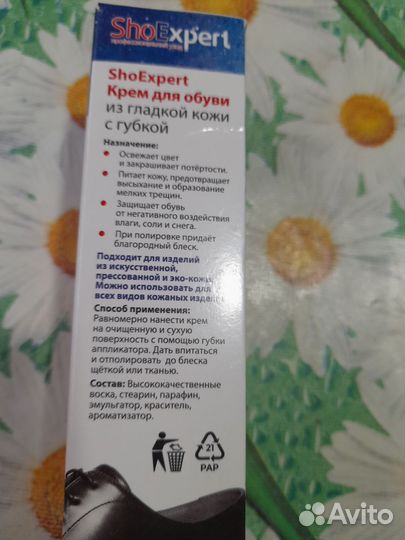 ShoExpert
профессиональный уход
ShoExpert
Крем для обуви
из гладкой кожи
с губкой
Назначение:
• Освежает цвет
и закрашивает потёртости.
• Питает кожу, предотвращает
высыхание и образование
мелких трещин.
• Защищает обувь
от негативного воздействия
влаги, соли и снега.
• При полировке придаёт
благородный блеск.
Подходит для изделий
из искусственной,
прессованной и эко-кожи.
Можно использовать для
всех видов кожаных изделий
Способ применения:
Равномерно нанести крем
на очищенную и сухую
поверхность с помощью губки
аппликатора. Дать впитаться
и отполировать до блеска
щёткой или тканью.
Состав: Высококачественные
воска, стеарин, парафин,
эмульгатор, краситель,
ароматизатор.
21
PAP
Avito